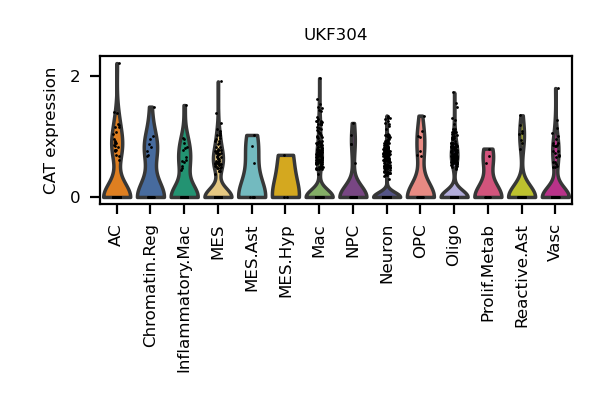 UKF304
CAT expression
2
0
AC
Chromatin.Reg
Inflammatory.Mac
MES
MES.Ast
MES.Hyp
Mac
NPC
Neuron
OPC
Oligo
Prolif.Metab
Reactive.Ast
Vasc